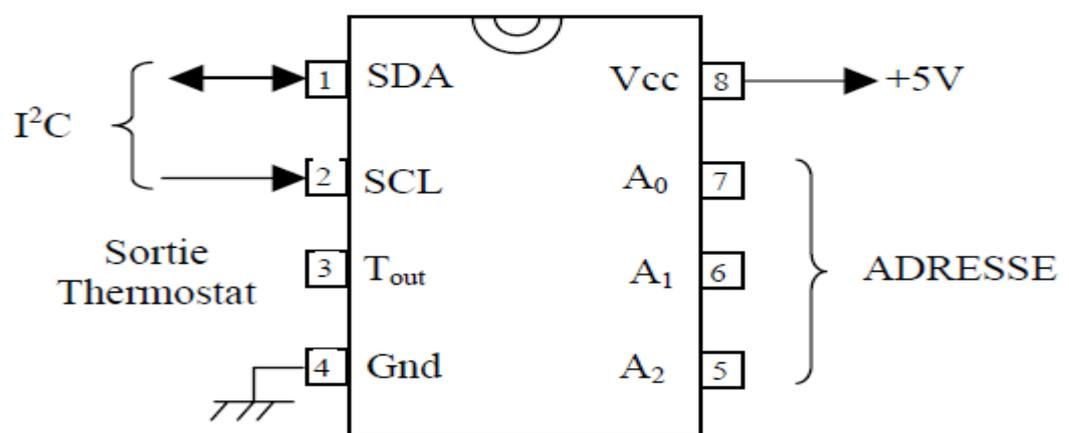 1 SDA Vcc 8 +5V
I²C
2 SCL A₀ 7
Sortie
Thermostat
3 Tout A₁ 6 ADRESSE
4 Gnd A₂ 5